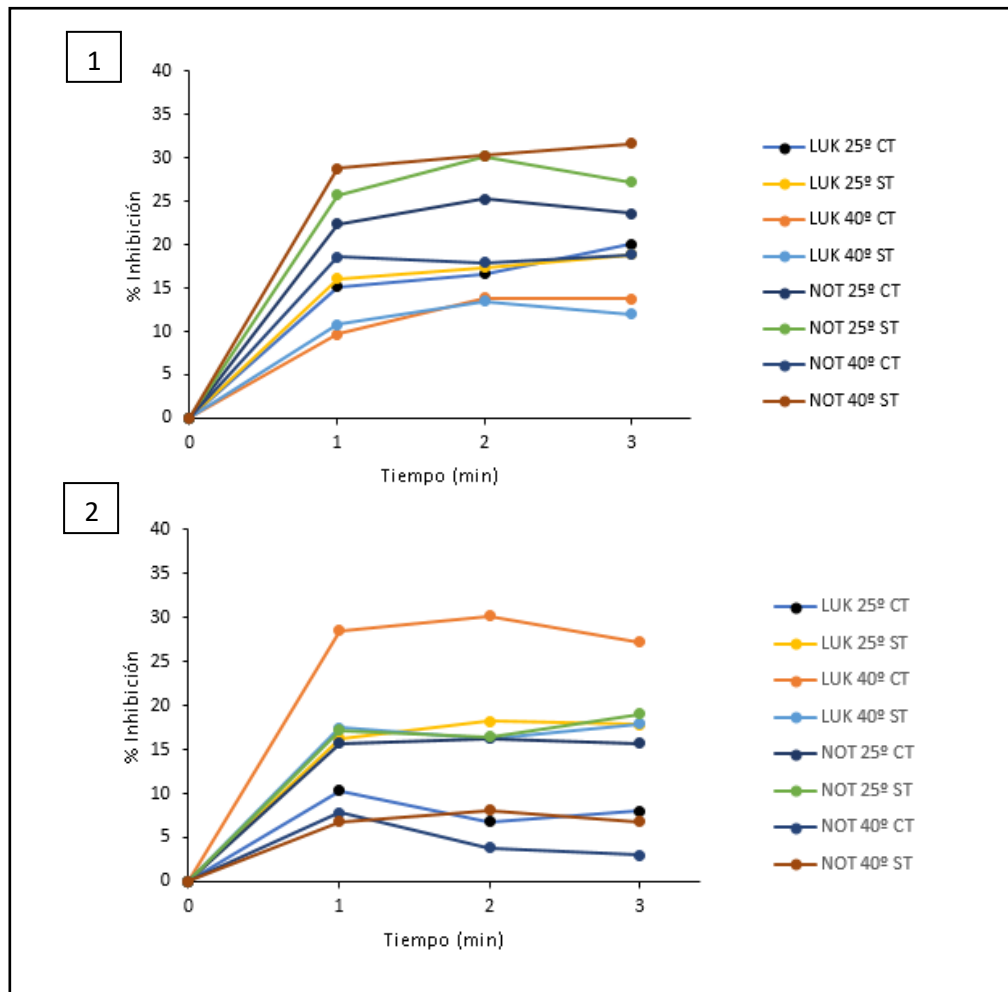 1
40
35
30
25
20
15
10
5
0
% Inhibición
0 1 2 3
Tiempo (min)
LUK 25º CT
LUK 25º ST
LUK 40º CT
LUK 40º ST
NOT 25º CT
NOT 25º ST
NOT 40º CT
NOT 40º ST
2
40
35
30
25
20
15
10
5
0
% Inhibición
0 1 2 3
Tiempo (min)
LUK 25º CT
LUK 25º ST
LUK 40º CT
LUK 40º ST
NOT 25º CT
NOT 25º ST
NOT 40º CT
NOT 40º ST